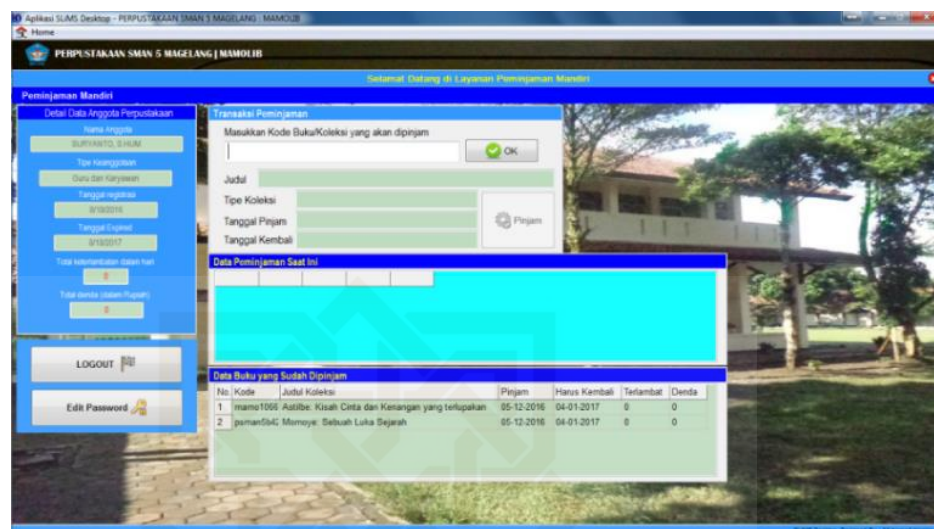 Aplikasi SLiMS Desktop - PERPUSTAKAAN SMAN 5 MAGELANG | MAMOLIB
Home
PERPUSTAKAAN SMAN 5 MAGELANG | MAMOLIB
Selamat Datang di Layanan Peminjaman Mandiri
Peminjaman Mandiri
Detail Data Anggota Perpustakaan
Nama Anggota
SURYANTO, S.HUM
Tipe Keanggotaan
Guru dan Karyawan
Tanggal registrasi
Tanggal Expired
Total keterlambatan dalam hari
0
Total denda (dalam Rupiah)
0
LOGOUT
Edit Password
Transaksi Peminjaman
Masukkan Kode Buku/Koleksi yang akan dipinjam
OK
Judul
Tipe Koleksi
Tanggal Pinjam
Tanggal Kembali
Pinjam
Data Peminjaman Saat Ini
Data Buku yang Sudah Dipinjam
No. Kode Judul Koleksi Pinjam Harus Kembali Terlambat Denda
1 mamo1066 Astilbe: Kisah Cinta dan Kenangan yang terlupakan 05-12-2016 04-01-2017 0 0
2 Momoye: Sebuah Luka Sejarah 05-12-2016 04-01-2017 0 0